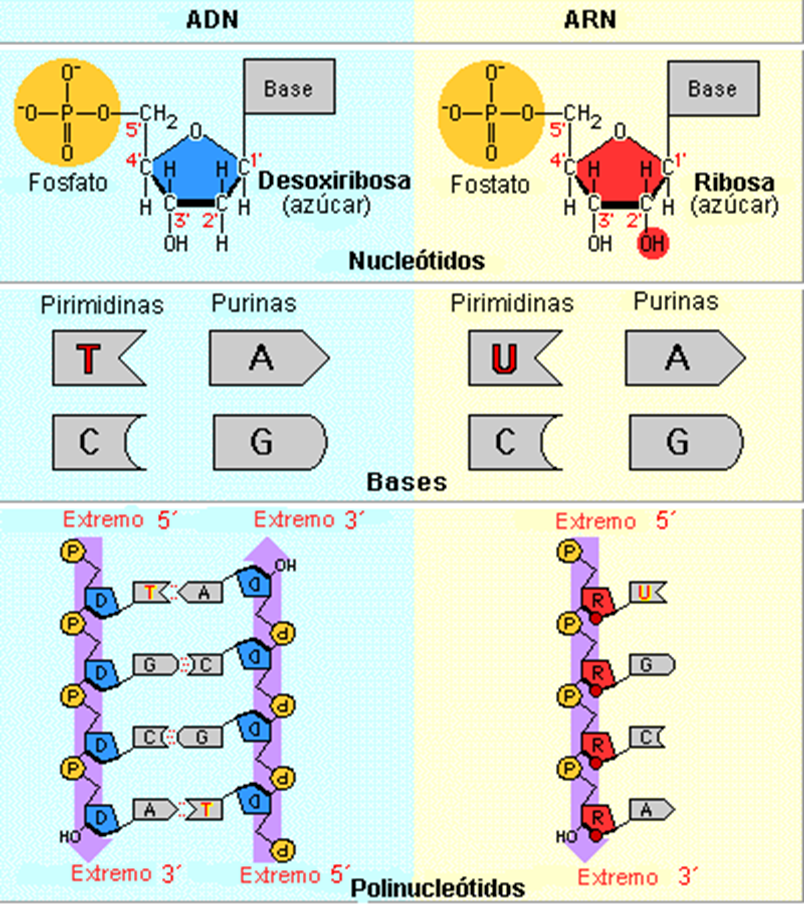 ADN ARN
O⁻ Base O⁻ Base
⁻O P O CH₂ ⁻O P O CH₂
O 5' O O 5' O
4' H H 1' 4' H H 1'
Fosfato C C Desoxiribosa Fostato C C Ribosa
(azúcar) (azúcar)
H C 3' 2' C H H C 3' 2' C H
OH H OH OH
Nucleótidos
Pirimidinas Purinas Pirimidinas Purinas
T A U A
C G C G
Bases
Extremo 5´ Extremo 3´ Extremo 5´
P OH P
D T A D R U
P P P
D G C D R G
P P P
D C G D R C
P P P
D A T D R A
HO P HO
Extremo 3´ Extremo 5´ Extremo 3´
Polinucleótidos